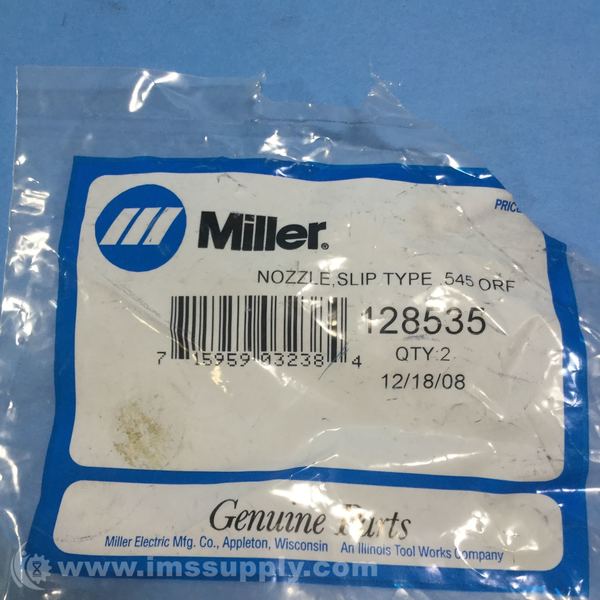 PRICE
Miller®
NOZZLE,SLIP TYPE .545 ORF
128535
7 15959 03238 4
QTY:2
12/18/08
Genuine Parts
Miller Electric Mfg. Co., Appleton, Wisconsin An Illinois Tool Works Company
www.imssupply.com